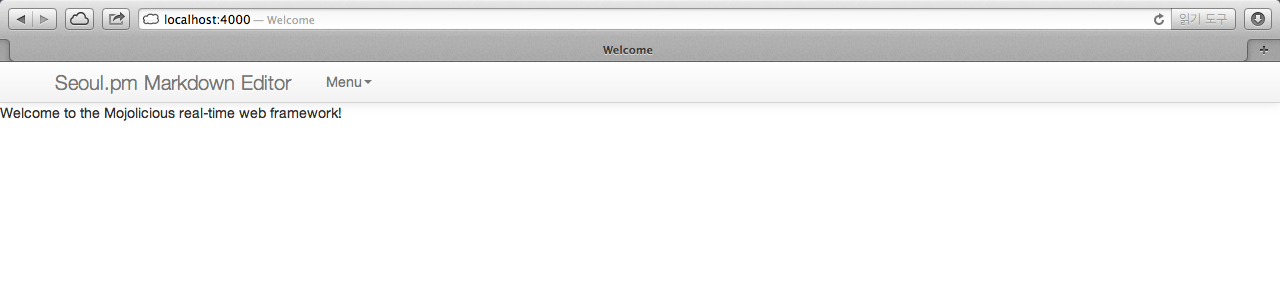 localhost:4000 — Welcome 읽기 도구
Welcome
Seoul.pm Markdown Editor Menu
Welcome to the Mojolicious real-time web framework!